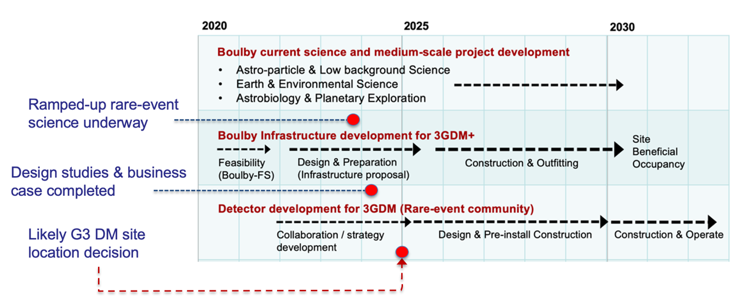 2020 2025 2030
Boulby current science and medium-scale project development
• Astro-particle & Low background Science
• Earth & Environmental Science
• Astrobiology & Planetary Exploration
Ramped-up rare-event
science underway
Boulby Infrastructure development for 3GDM+
Feasibility
(Boulby-FS)
Design & Preparation
(Infrastructure proposal)
Construction & Outfitting
Site
Beneficial
Occupancy
Design studies & business
case completed
Detector development for 3GDM (Rare-event community)
Collaboration / strategy
development
Design & Pre-install Construction
Construction & Operate
Likely G3 DM site
location decision